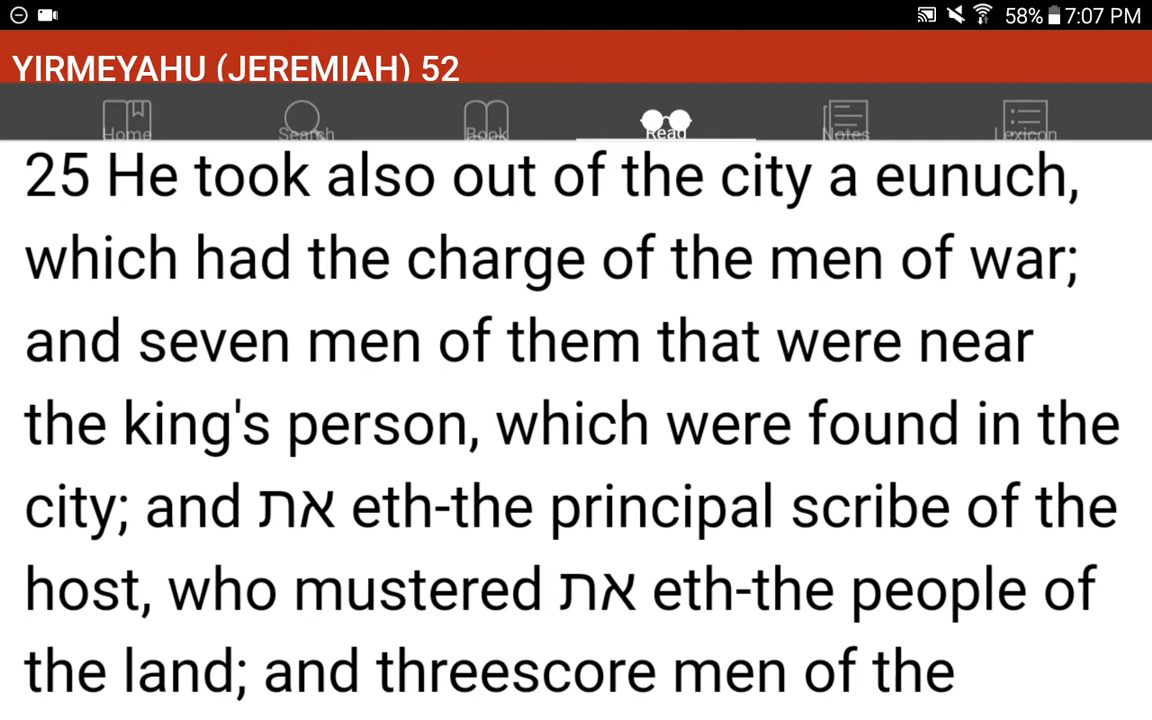 58% 7:07 PM
YIRMEYAHU (JEREMIAH) 52
Home Search Book Read Notes Lexicon
25 He took also out of the city a eunuch,
which had the charge of the men of war;
and seven men of them that were near
the king's person, which were found in the
city; and את eth-the principal scribe of the
host, who mustered את eth-the people of
the land; and threescore men of the